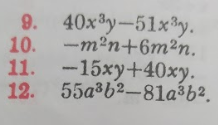 9. 40x³y−51x³y.
10. −m²n+6m²n.
11. −15xy+40xy.
12. 55a³b²−81a³b².